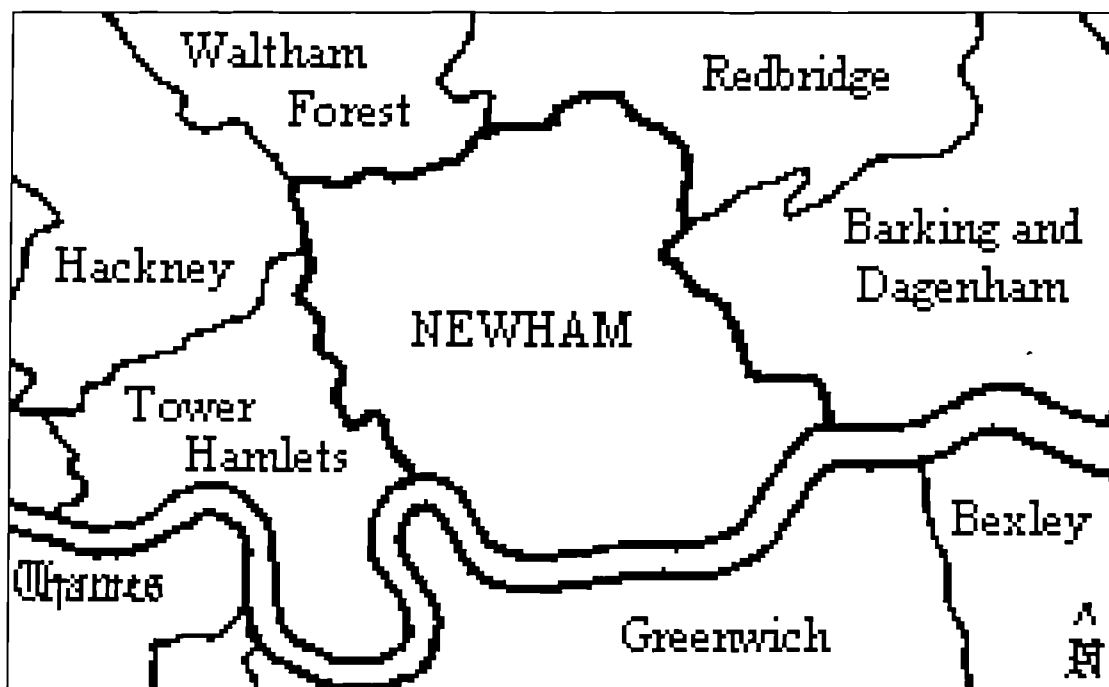 Waltham
Forest
Redbridge
Barking and
Dagenham
Hackney
NEWHAM
Tower
Hamlets
Bexley
Thames
Greenwich
N